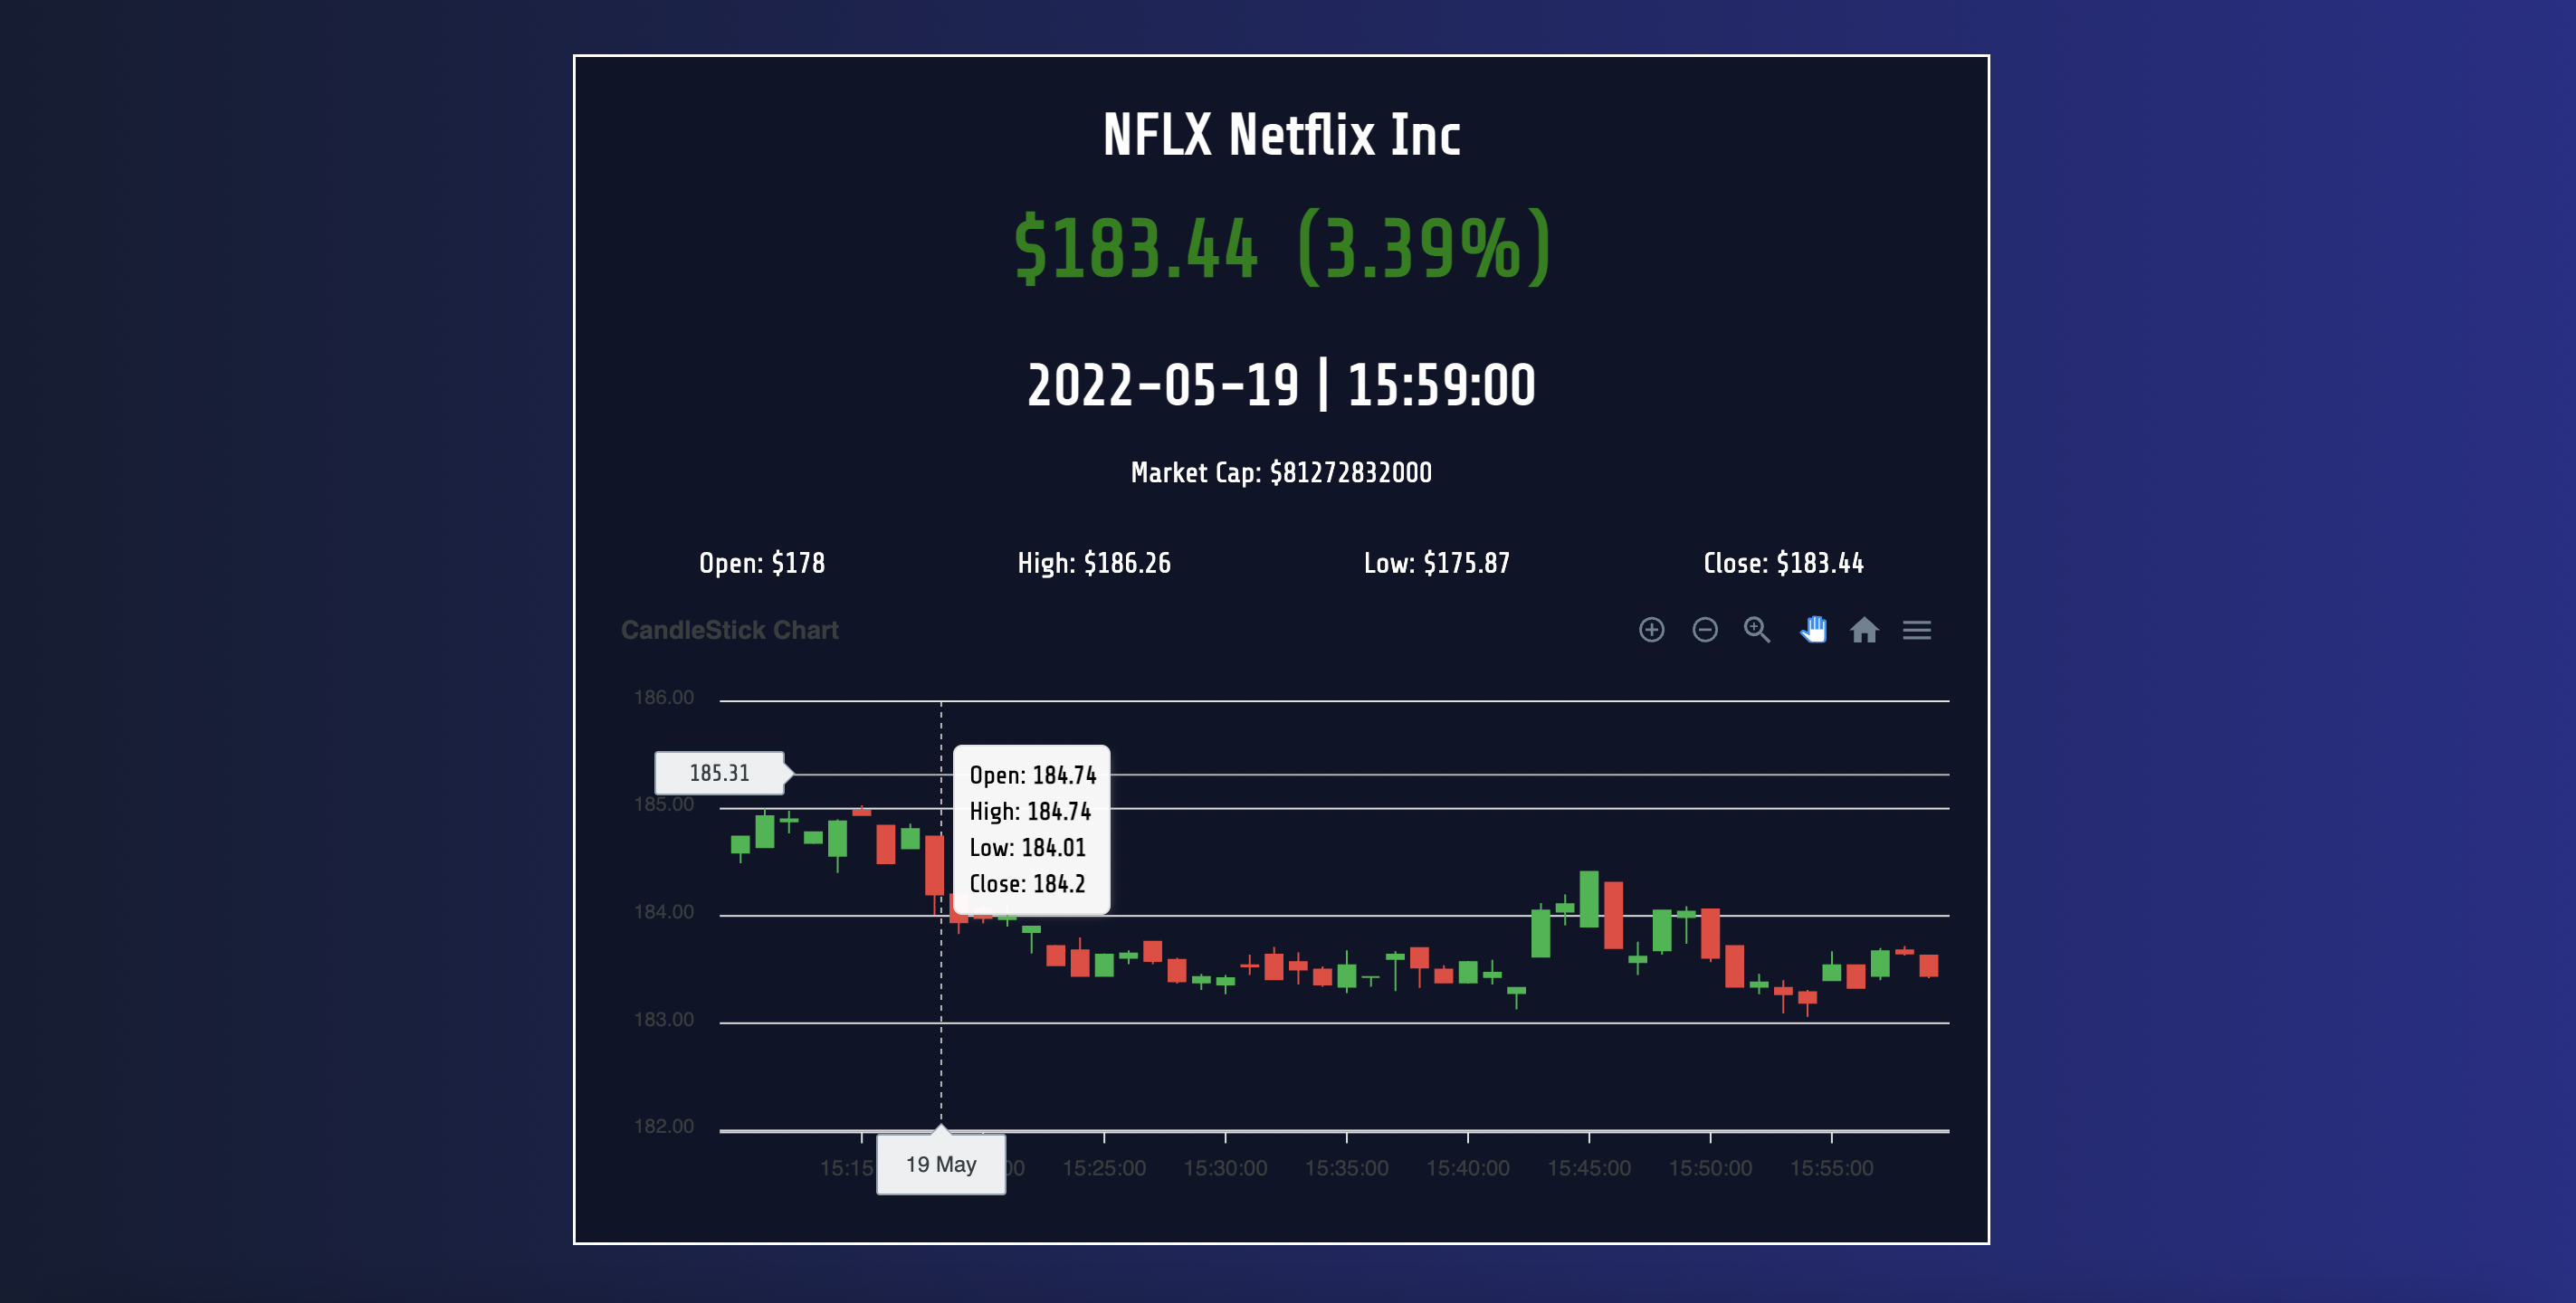 NFLX Netflix Inc
$183.44 (3.39%)
2022-05-19 | 15:59:00
Market Cap: $81272832000
Open: $178 High: $186.26 Low: $175.87 Close: $183.44
CandleStick Chart
186.00
185.31
185.00
184.00
183.00
182.00
Open: 184.74
High: 184.74
Low: 184.01
Close: 184.2
15:15 19 May 00 15:25:00 15:30:00 15:35:00 15:40:00 15:45:00 15:50:00 15:55:00